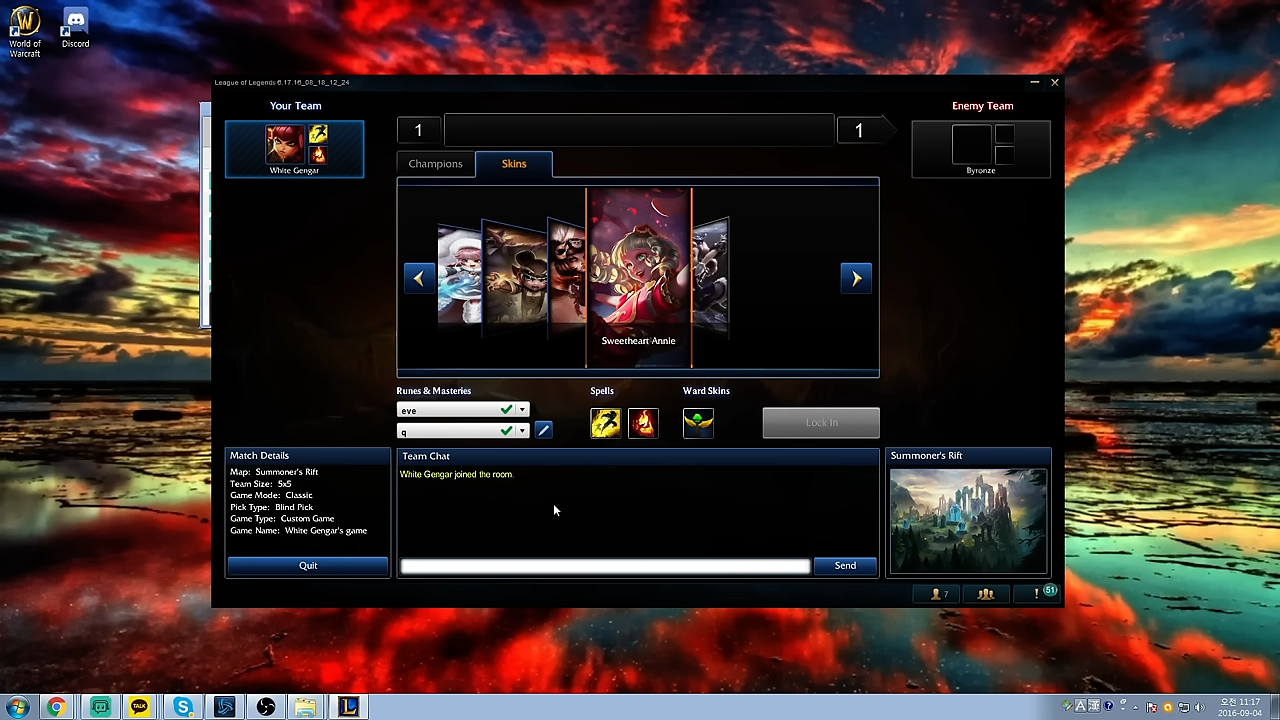 World of
Warcraft
Discord
League of Legends 6.17.16_08_18_12_24
Your Team
Enemy Team
1
1
White Gengar
Byronze
Champions
Skins
Sweetheart Annie
Runes & Masteries
Spells
Ward Skins
eve
q
Lock In
Match Details
Map: Summoner's Rift
Team Size: 5x5
Game Mode: Classic
Pick Type: Blind Pick
Game Type: Custom Game
Game Name: White Gengar's game
Quit
Team Chat
White Gengar joined the room.
Send
Summoner's Rift
7
!
51
TALK
L
A 漢
오전 11:17
2016-09-04